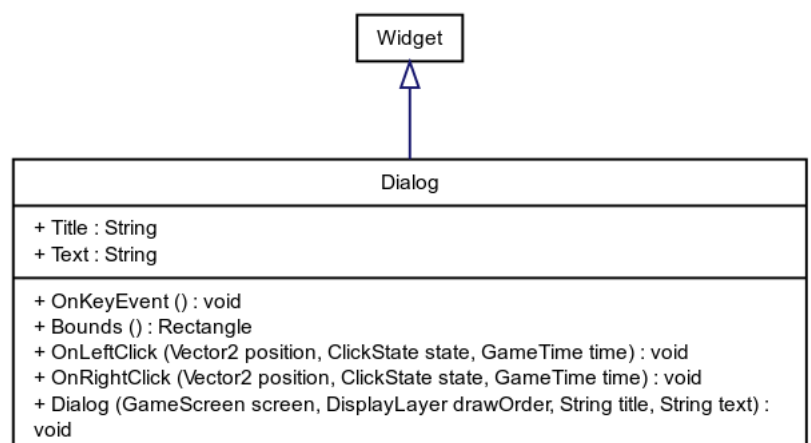 Widget
Dialog
+ Title : String
+ Text : String
+ OnKeyEvent () : void
+ Bounds () : Rectangle
+ OnLeftClick (Vector2 position, ClickState state, GameTime time) : void
+ OnRightClick (Vector2 position, ClickState state, GameTime time) : void
+ Dialog (GameScreen screen, DisplayLayer drawOrder, String title, String text) :
void